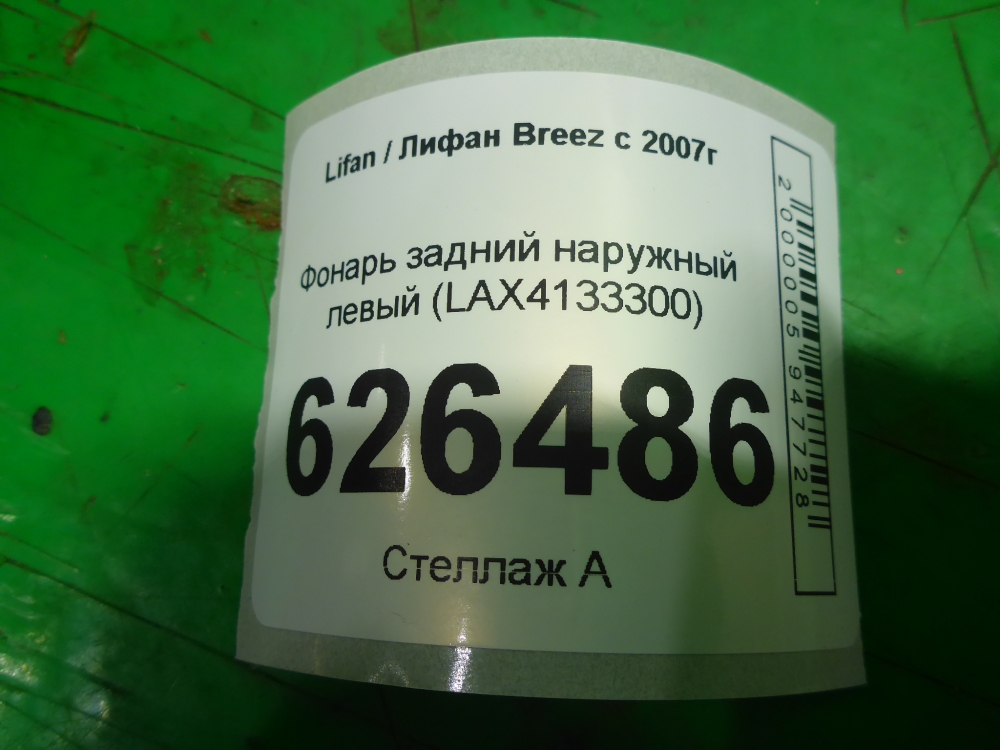 Lifan / Лифан Breez с 2007г
Фонарь задний наружный
левый (LAX4133300)
626486
Стеллаж А
2000005947728